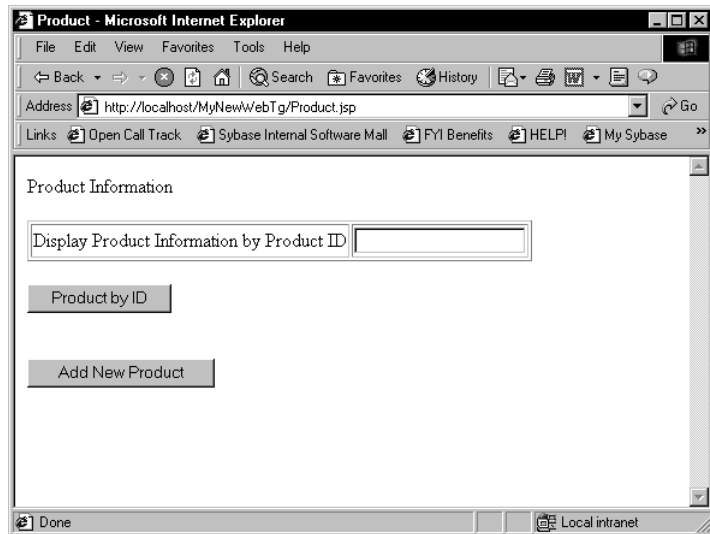 Product - Microsoft Internet Explorer
File Edit View Favorites Tools Help
Back Search Favorites History
Address http://localhost/MyNewWebTg/Product.jsp Go
Links Open Call Track Sybase Internal Software Mall FYI Benefits HELP! My Sybase »
Product Information
Display Product Information by Product ID
Product by ID
Add New Product
Done Local intranet